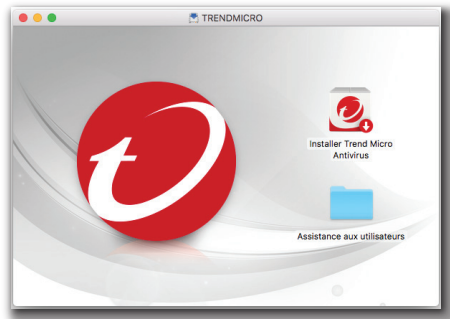 TRENDMICRO
Installer Trend Micro
Antivirus
Assistance aux utilisateurs